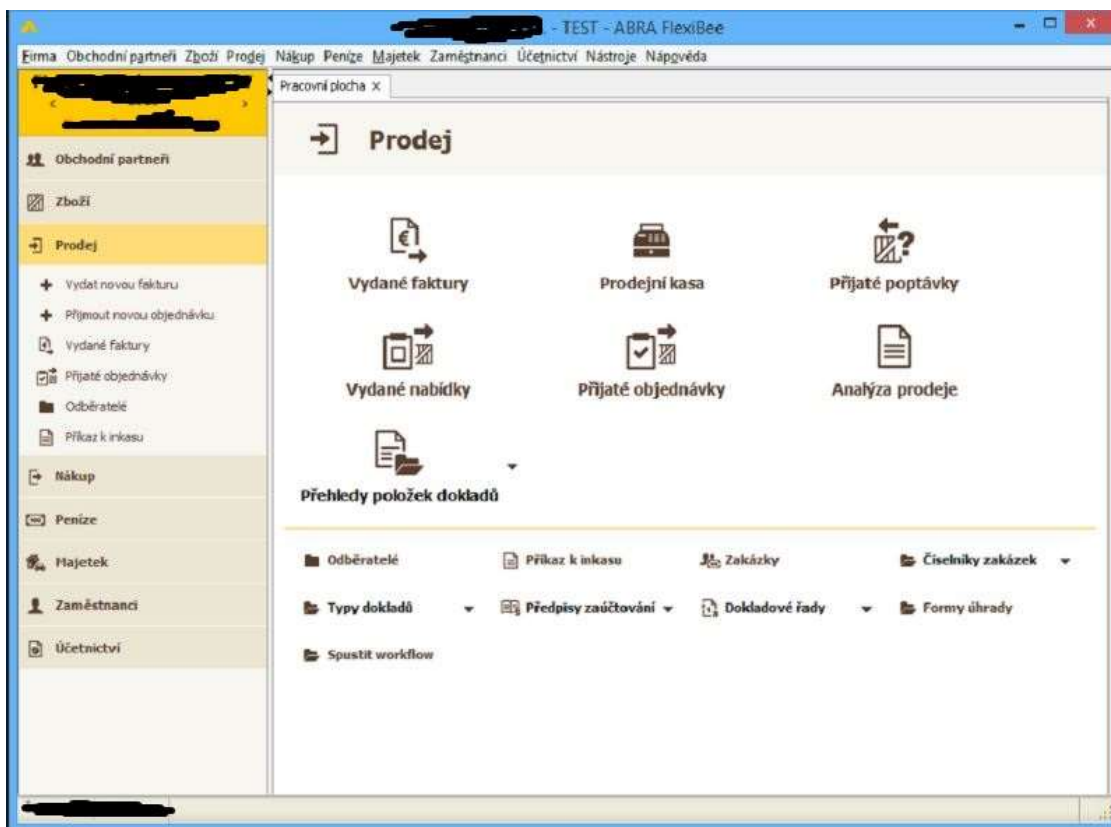 - TEST - ABRA FlexiBee
Firma Obchodní partneři Zboží Prodej Nákup Peníze Majetek Zaměstnanci Účetnictví Nástroje Nápověda
Pracovní plocha x
Prodej
Obchodní partneři
Zboží
Prodej
Vydat novou fakturu
Přijmout novou objednávku
Vydané faktury
Přijaté objednávky
Odběratelé
Příkaz k inkasu
Nákup
Peníze
Majetek
Zaměstnanci
Účetnictví
Vydané faktury
Prodejní kasa
Přijaté poptávky
Vydané nabídky
Přijaté objednávky
Analýza prodeje
Přehledy položek dokladů
Odběratelé
Příkaz k inkasu
Zakázky
Číselníky zakázek
Typy dokladů
Předpisy zaúčtování
Dokladové řady
Formy úhrady
Spustit workflow